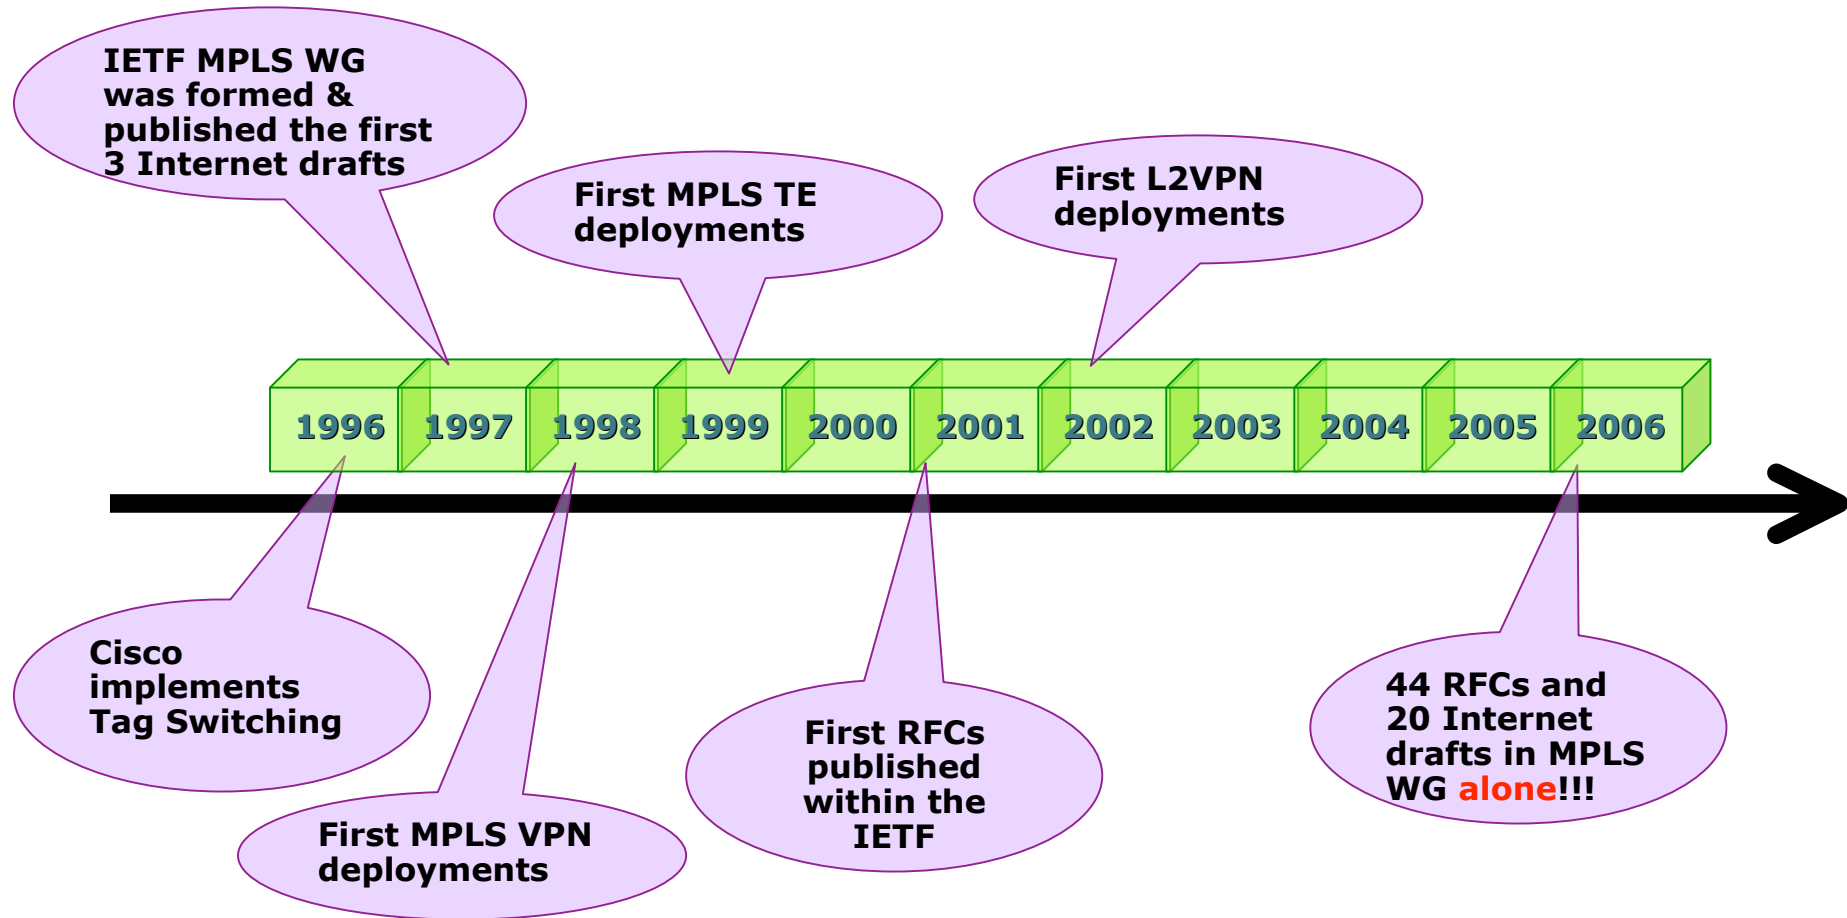 IETF MPLS WG
was formed &
published the first
3 Internet drafts
First MPLS TE
deployments
First L2VPN
deployments
1996 1997 1998 1999 2000 2001 2002 2003 2004 2005 2006
Cisco
implements
Tag Switching
First MPLS VPN
deployments
First RFCs
published
within the
IETF
44 RFCs and
20 Internet
drafts in MPLS
WG alone!!!